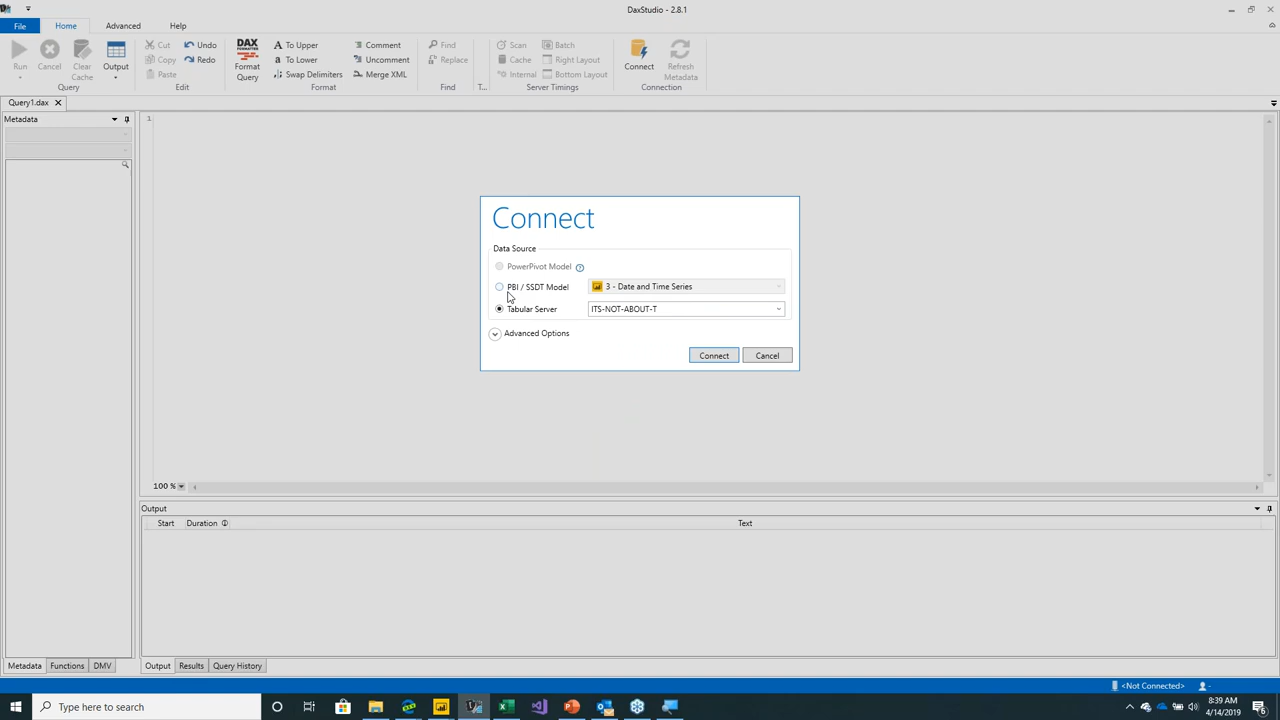 DaxStudio - 2.8.1
File Home Advanced Help
Run Cancel Clear Cache Output
Query
Cut Copy Paste Undo Redo
Edit
DAX FORMATTER Format Query
To Upper To Lower Swap Delimiters Comment Uncomment Merge XML
Format
Find Replace
Find
T...
Scan Cache Internal Batch Right Layout Bottom Layout
Server Timings
Connect Refresh Metadata
Connection
Query1.dax
Metadata
1
Connect
Data Source
PowerPivot Model
PBI / SSDT Model 3 - Date and Time Series
Tabular Server ITS-NOT-ABOUT-T
Advanced Options
Connect Cancel
100 %
Output
Start Duration Text
Metadata Functions DMV Output Results Query History
<Not Connected> -
Type here to search
8:39 AM
4/14/2019